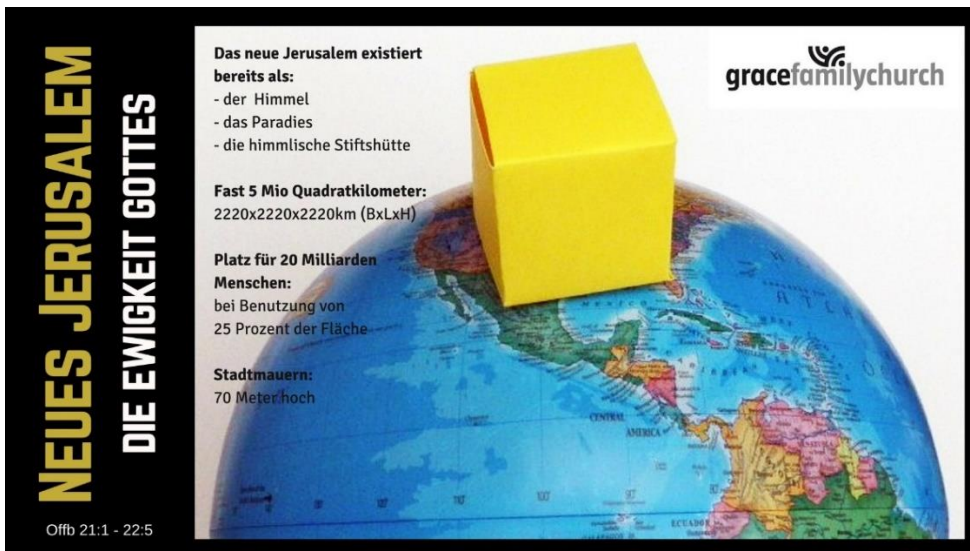 NEUES JERUSALEM
DIE EWIGKEIT GOTTES
Offb 21:1 - 22:5
Das neue Jerusalem existiert
bereits als:
- der Himmel
- das Paradies
- die himmlische Stiftshütte
Fast 5 Mio Quadratkilometer:
2220x2220x2220km (BxLxH)
Platz für 20 Milliarden
Menschen:
bei Benutzung von
25 Prozent der Fläche
Stadtmauern:
70 Meter hoch
gracefamilychurch
MEXICO
CENTRAL
AMERICA
VENEZUELA
ECUADOR